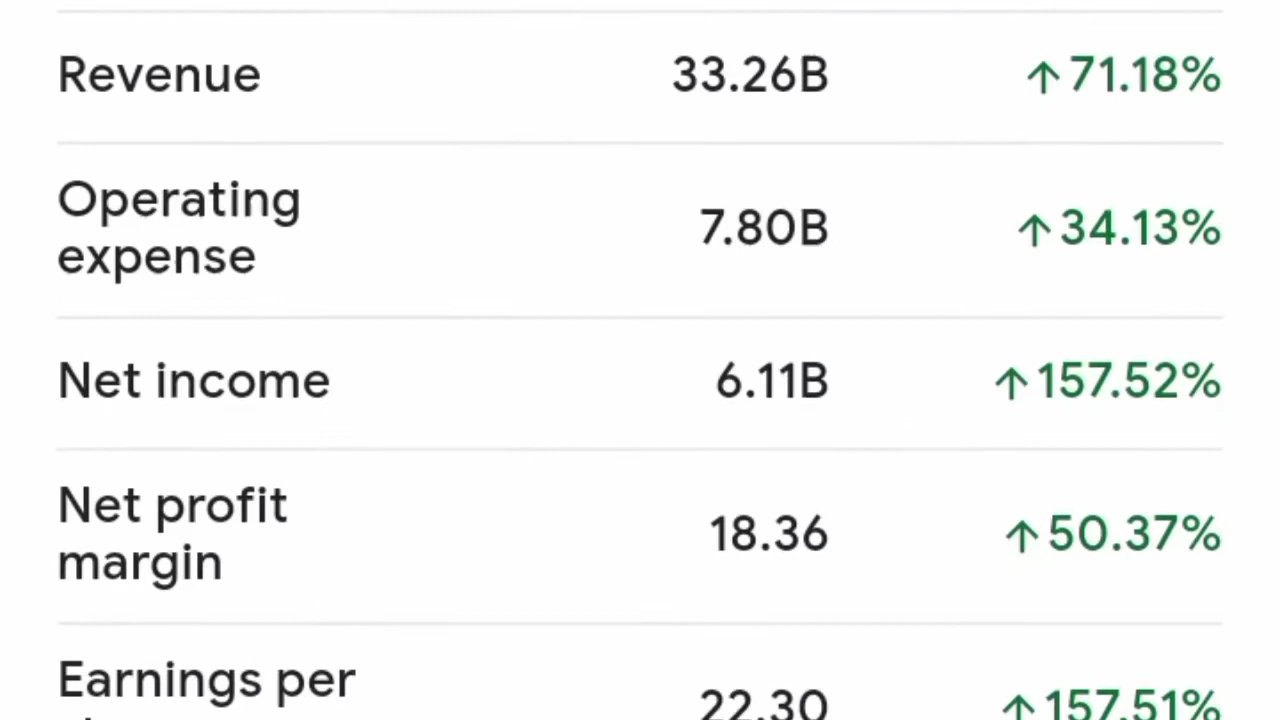 Revenue 33.26B ↑71.18%
Operating
expense 7.80B ↑34.13%
Net income 6.11B ↑157.52%
Net profit
margin 18.36 ↑50.37%
Earnings per
22.30 ↑157.51%